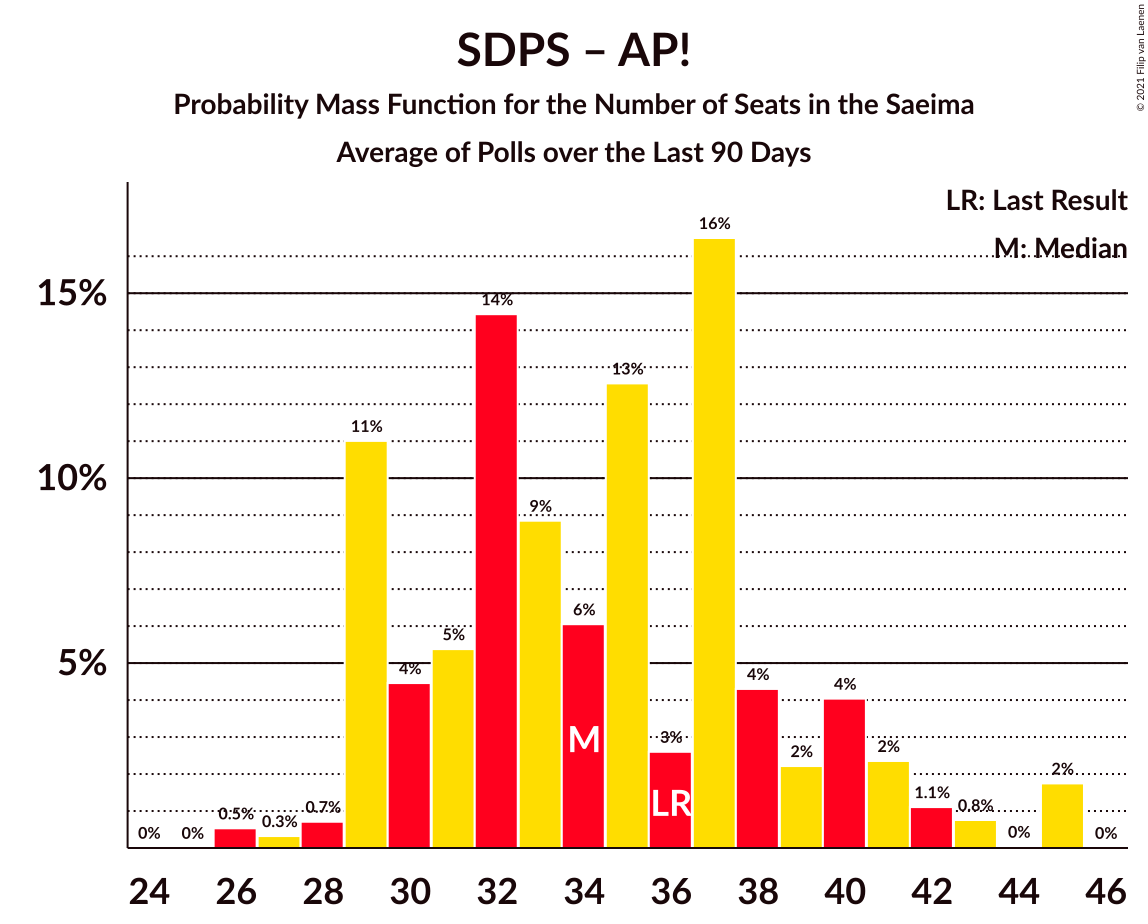 SDPS – AP!
Probability Mass Function for the Number of Seats in the Saeima
Average of Polls over the Last 90 Days
© 2021 Filip van Laenen
LR: Last Result
M: Median
15%
10%
5%
0% 0% 0.5% 0.3% 0.7% 11% 4% 5% 14% 9% 6% 13% 3% 16% 4% 2% 4% 2% 1.1% 0.8% 0% 2% 0%
M
LR
24 26 28 30 32 34 36 38 40 42 44 46